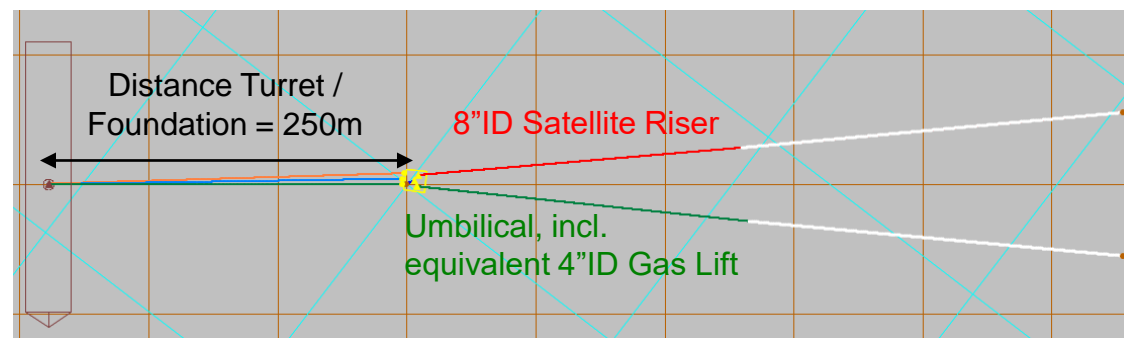 Distance Turret /
Foundation = 250m
8”ID Satellite Riser
Umbilical, incl.
equivalent 4”ID Gas Lift